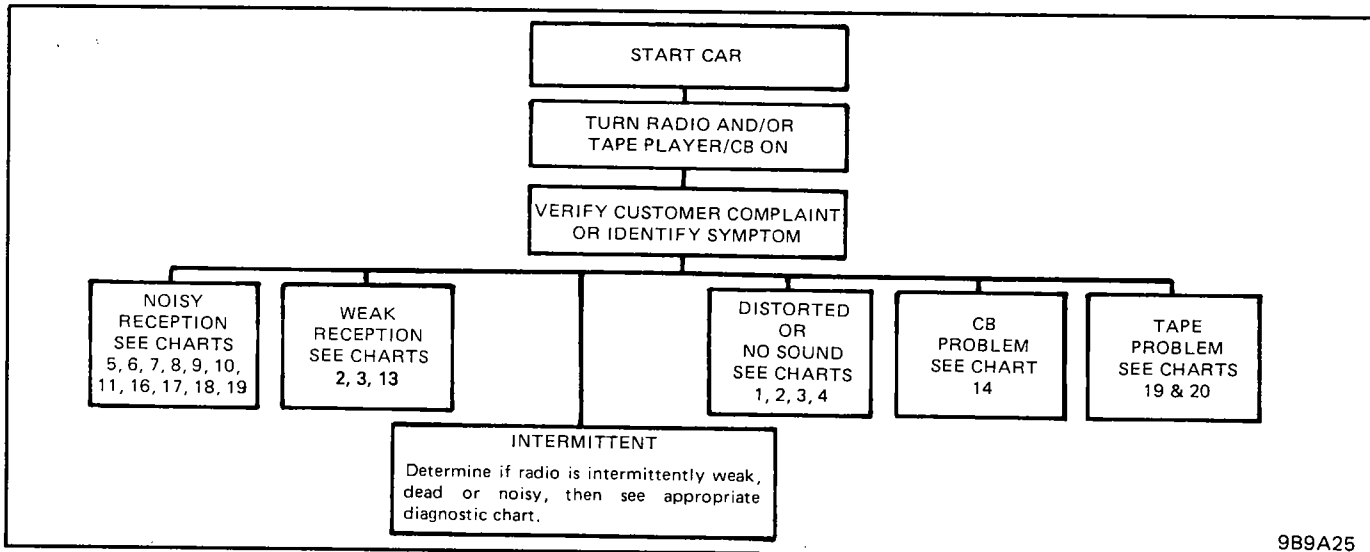 START CAR
TURN RADIO AND/OR
TAPE PLAYER/CB ON
VERIFY CUSTOMER COMPLAINT
OR IDENTIFY SYMPTOM
NOISY
RECEPTION
SEE CHARTS
5, 6, 7, 8, 9, 10,
11, 16, 17, 18, 19
WEAK
RECEPTION
SEE CHARTS
2, 3, 13
INTERMITTENT
Determine if radio is intermittently weak,
dead or noisy, then see appropriate
diagnostic chart.
DISTORTED
OR
NO SOUND
SEE CHARTS
1, 2, 3, 4
CB
PROBLEM
SEE CHART
14
TAPE
PROBLEM
SEE CHARTS
19 & 20
9B9A25